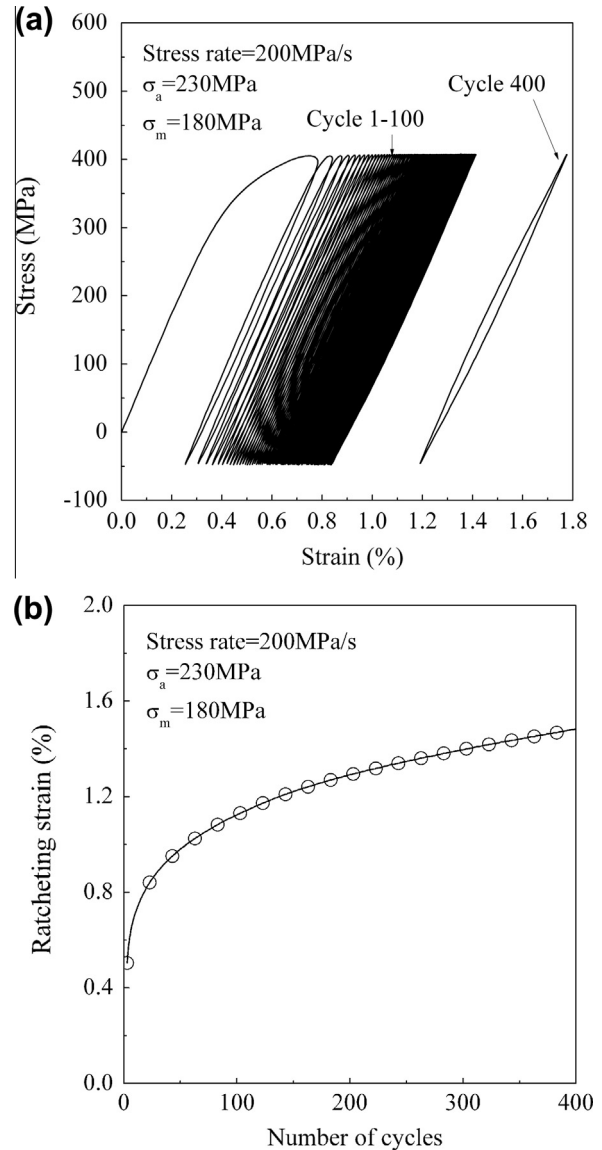 (a)
600
500
400
300
200
100
0
-100
Stress (MPa)
Stress rate=200MPa/s
σa=230MPa
σm=180MPa
Cycle 1-100
Cycle 400
0.0 0.2 0.4 0.6 0.8 1.0 1.2 1.4 1.6 1.8
Strain (%)
(b)
2.0
1.6
1.2
0.8
0.4
0.0
Ratcheting strain (%)
Stress rate=200MPa/s
σa=230MPa
σm=180MPa
0 100 200 300 400
Number of cycles